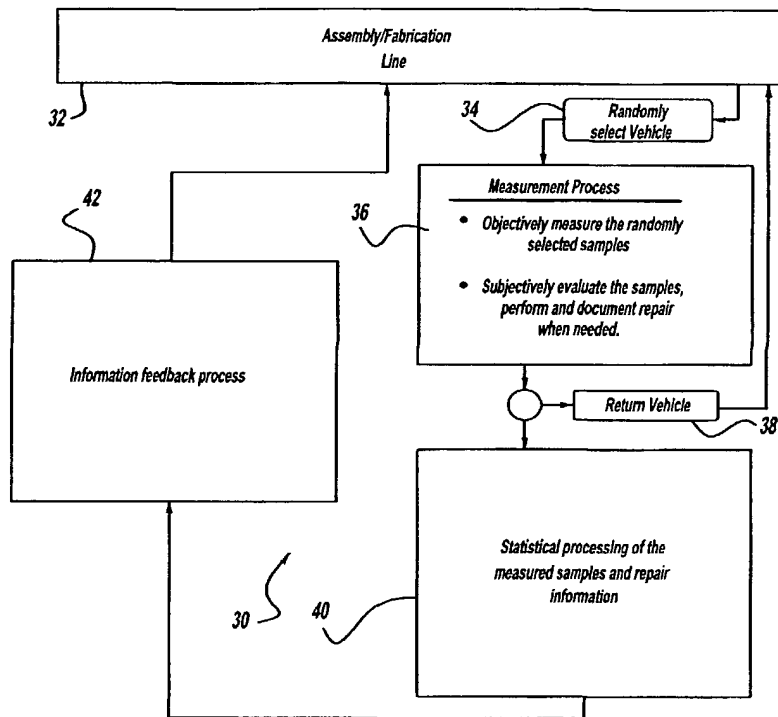 Assembly/Fabrication
Line
32
34
Randomly
select Vehicle
42
36
Measurement Process
• Objectively measure the randomly
selected samples
• Subjectively evaluate the samples,
perform and document repair
when needed.
Information feedback process
Return Vehicle
38
Statistical processing of the
measured samples and repair
information
30
40